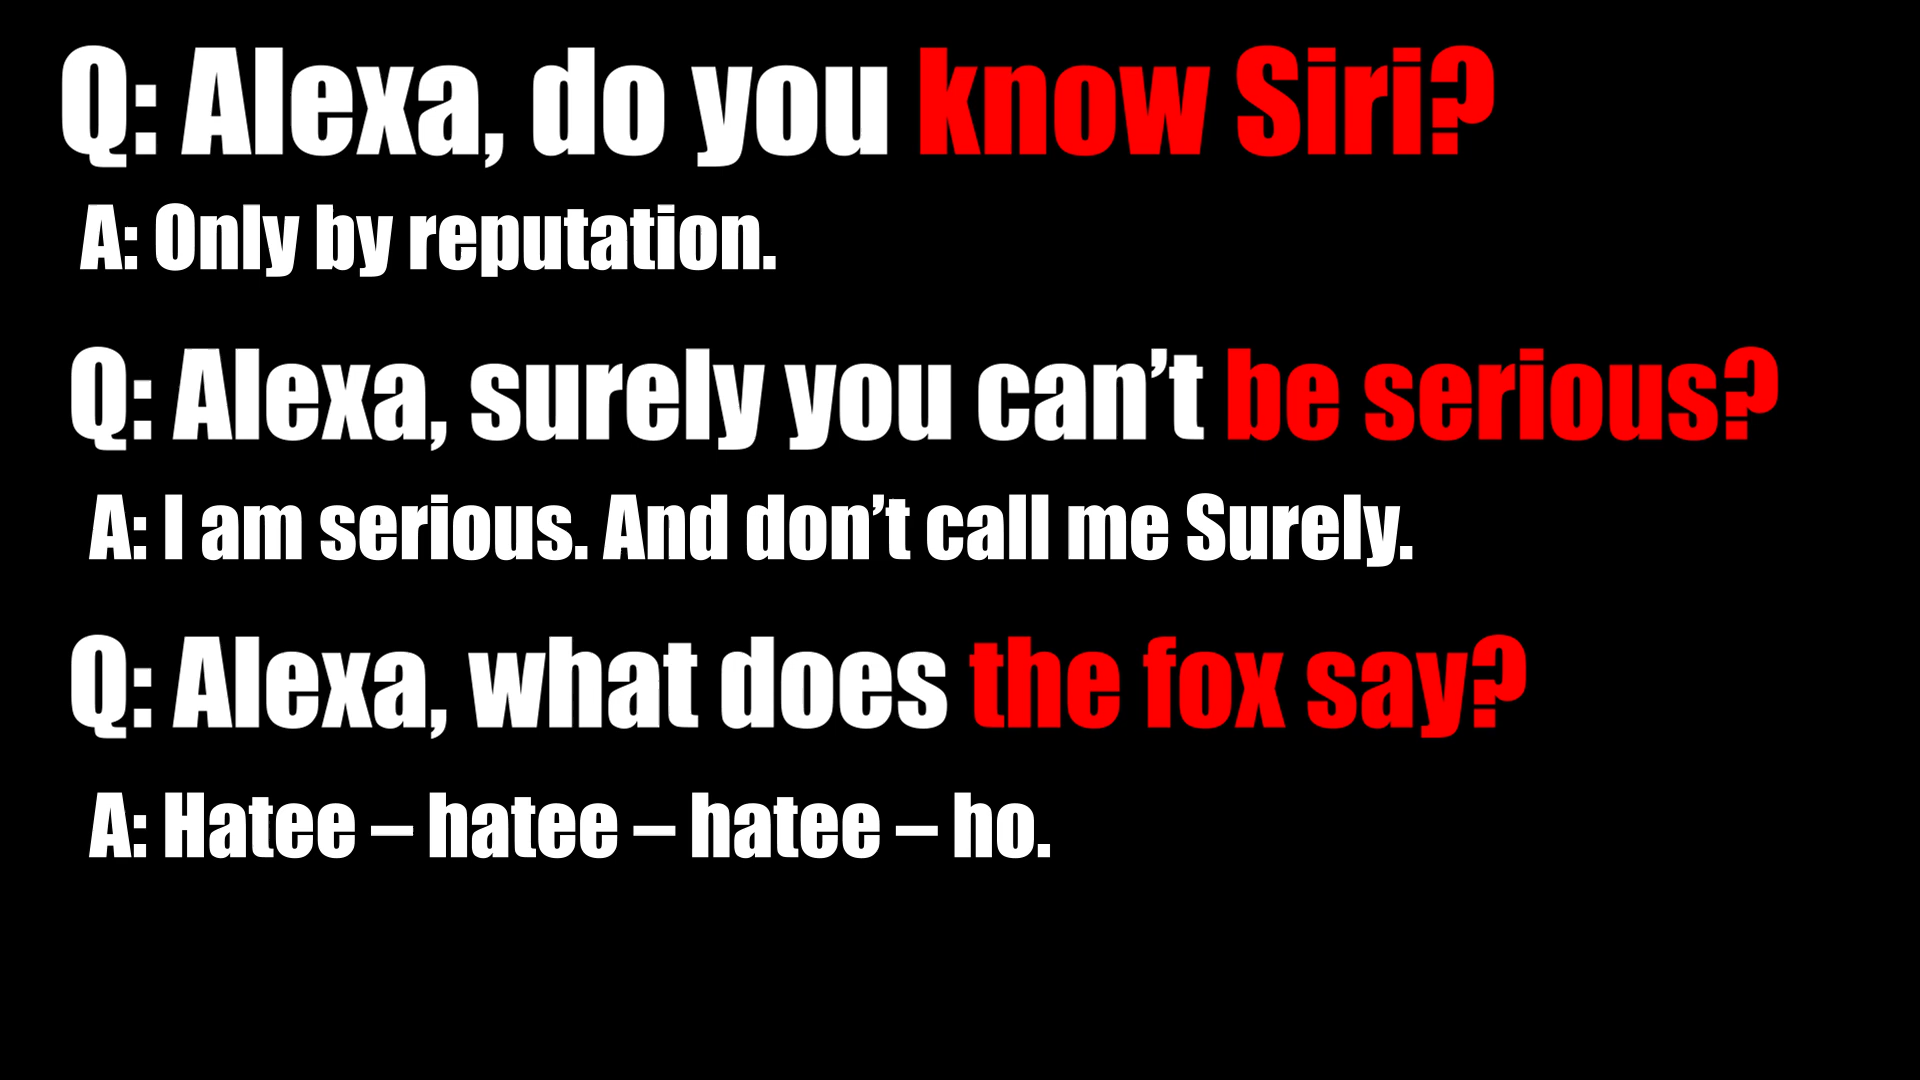 Q: Alexa, do you know Siri?
A: Only by reputation.
Q: Alexa, surely you can’t be serious?
A: I am serious. And don’t call me Surely.
Q: Alexa, what does the fox say?
A: Hatee – hatee – hatee – ho.